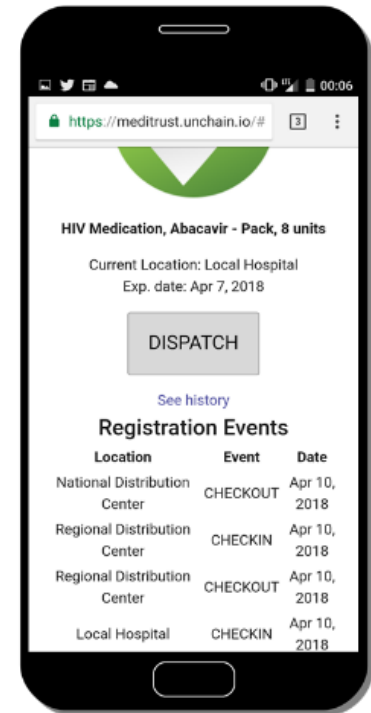 00:06
https://meditrust.unchain.io/#
3
HIV Medication, Abacavir - Pack, 8 units
Current Location: Local Hospital
Exp. date: Apr 7, 2018
DISPATCH
See history
Registration Events
Location Event Date
National Distribution Center CHECKOUT Apr 10, 2018
Regional Distribution Center CHECKIN Apr 10, 2018
Regional Distribution Center CHECKOUT Apr 10, 2018
Local Hospital CHECKIN Apr 10, 2018